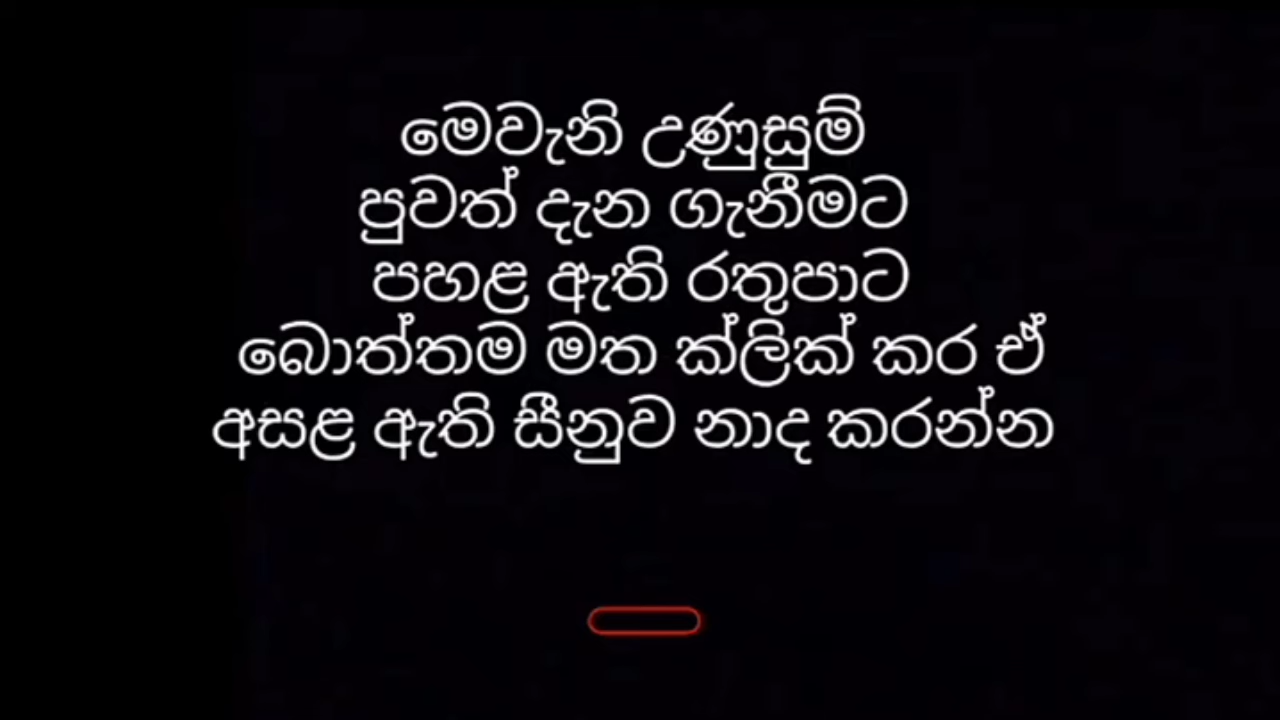 මෙවැනි උණුසුම්
පුවත් දැන ගැනීමට
පහළ ඇති රතුපාට
බොත්තම මත ක්ලික් කර ඒ
අසළ ඇති සීනුව නාද කරන්න